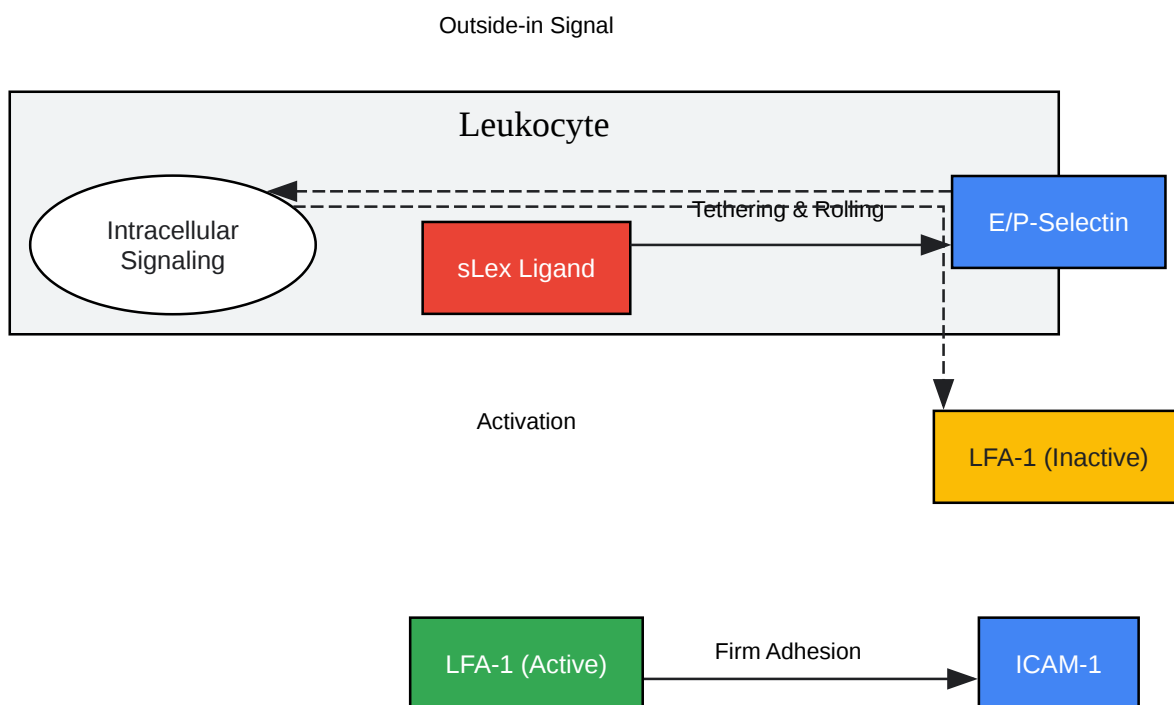 Outside-in Signal
Leukocyte
Intracellular
Signaling
sLex Ligand
Tethering & Rolling
E/P-Selectin
Activation
LFA-1 (Inactive)
LFA-1 (Active)
Firm Adhesion
ICAM-1